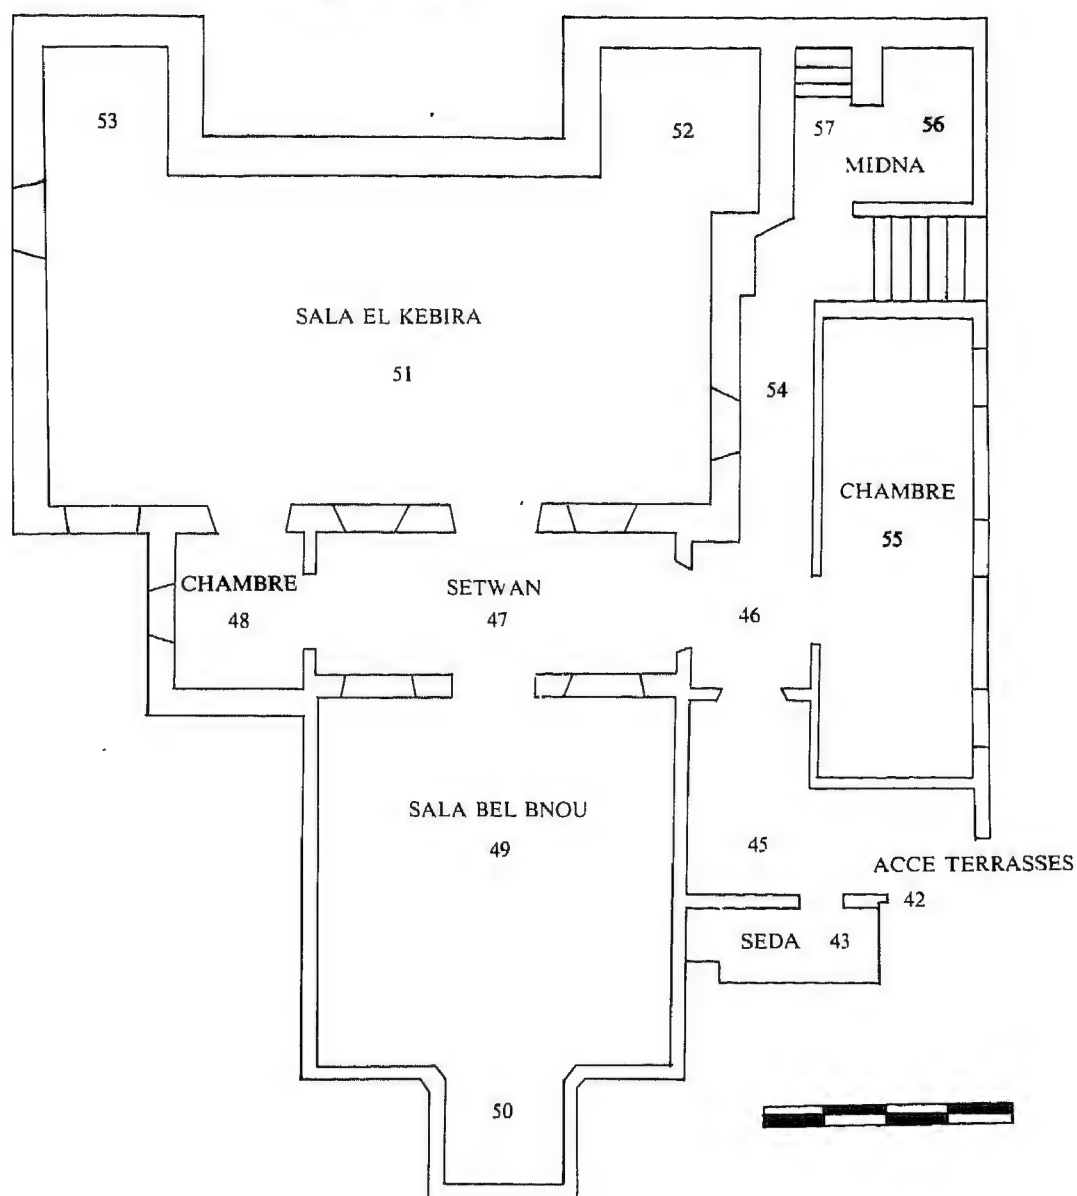 53
52
57
56
MIDNA
SALA EL KEBIRA
51
54
CHAMBRE
55
CHAMBRE
48
SETWAN
47
46
SALA BEL BNOU
49
45
ACCE TERRASSES
42
SEDA 43
50